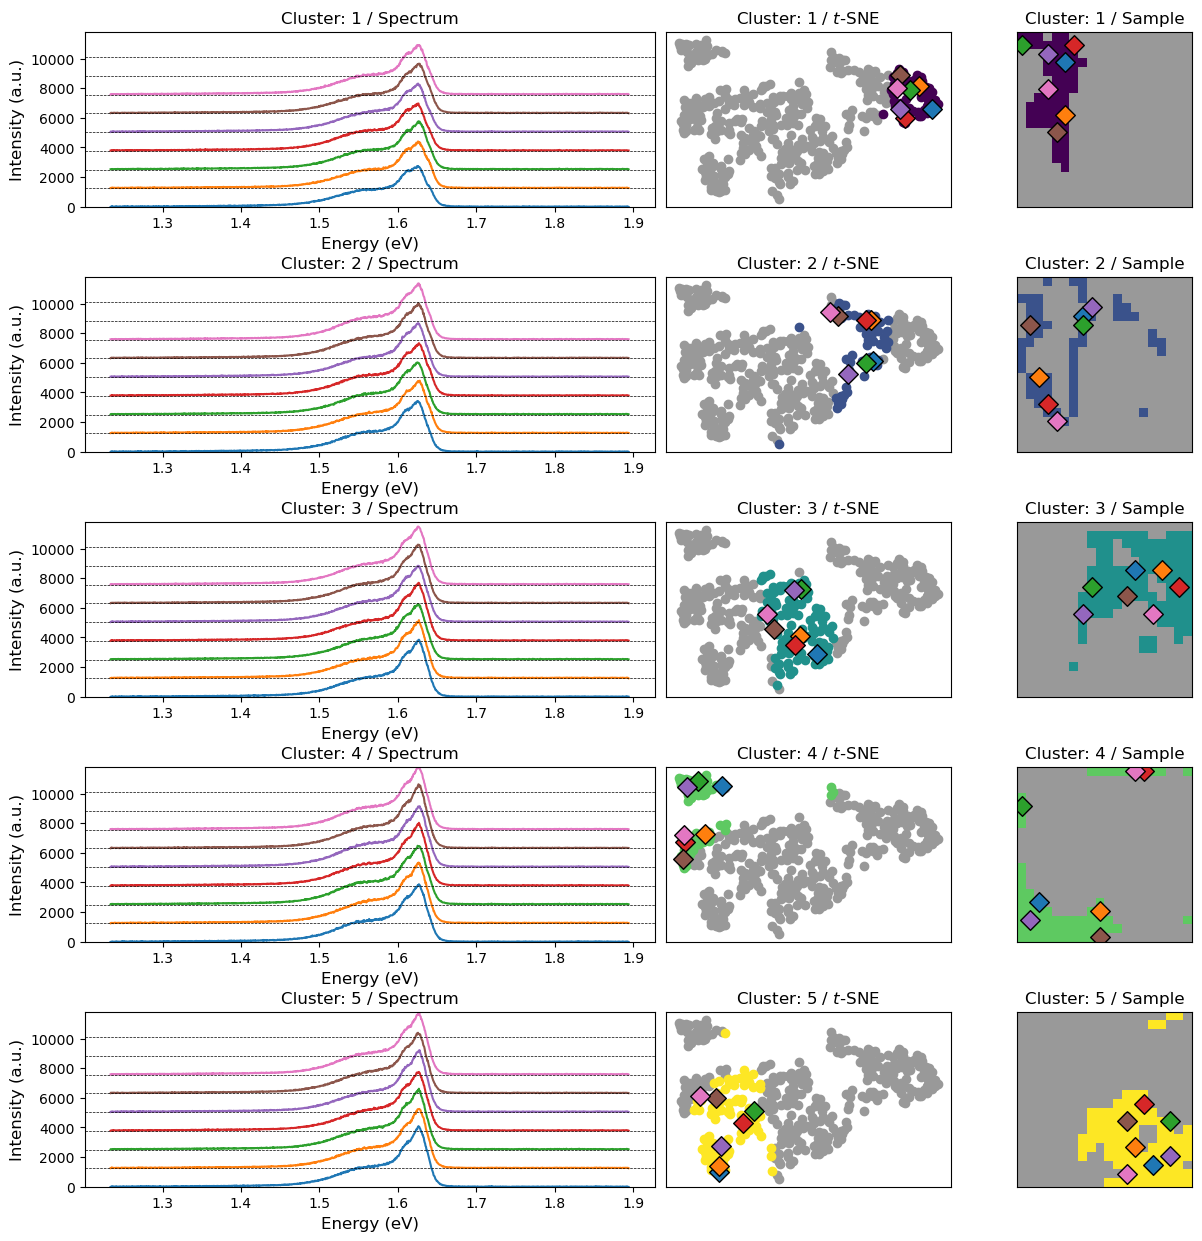 Cluster: 1 / Spectrum
Cluster: 1 / t-SNE
Cluster: 1 / Sample
Intensity (a.u.)
10000
8000
6000
4000
2000
0
1.3 1.4 1.5 1.6 1.7 1.8 1.9
Energy (eV)
Cluster: 2 / Spectrum
Cluster: 2 / t-SNE
Cluster: 2 / Sample
Intensity (a.u.)
10000
8000
6000
4000
2000
0
1.3 1.4 1.5 1.6 1.7 1.8 1.9
Energy (eV)
Cluster: 3 / Spectrum
Cluster: 3 / t-SNE
Cluster: 3 / Sample
Intensity (a.u.)
10000
8000
6000
4000
2000
0
1.3 1.4 1.5 1.6 1.7 1.8 1.9
Energy (eV)
Cluster: 4 / Spectrum
Cluster: 4 / t-SNE
Cluster: 4 / Sample
Intensity (a.u.)
10000
8000
6000
4000
2000
0
1.3 1.4 1.5 1.6 1.7 1.8 1.9
Energy (eV)
Cluster: 5 / Spectrum
Cluster: 5 / t-SNE
Cluster: 5 / Sample
Intensity (a.u.)
10000
8000
6000
4000
2000
0
1.3 1.4 1.5 1.6 1.7 1.8 1.9
Energy (eV)